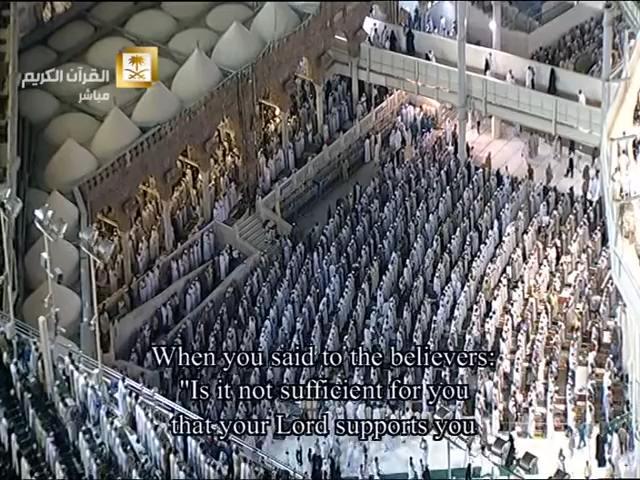 القرآن الكريم
مباشر
When you said to the believers:
"Is it not sufficient for you
that your Lord supports you